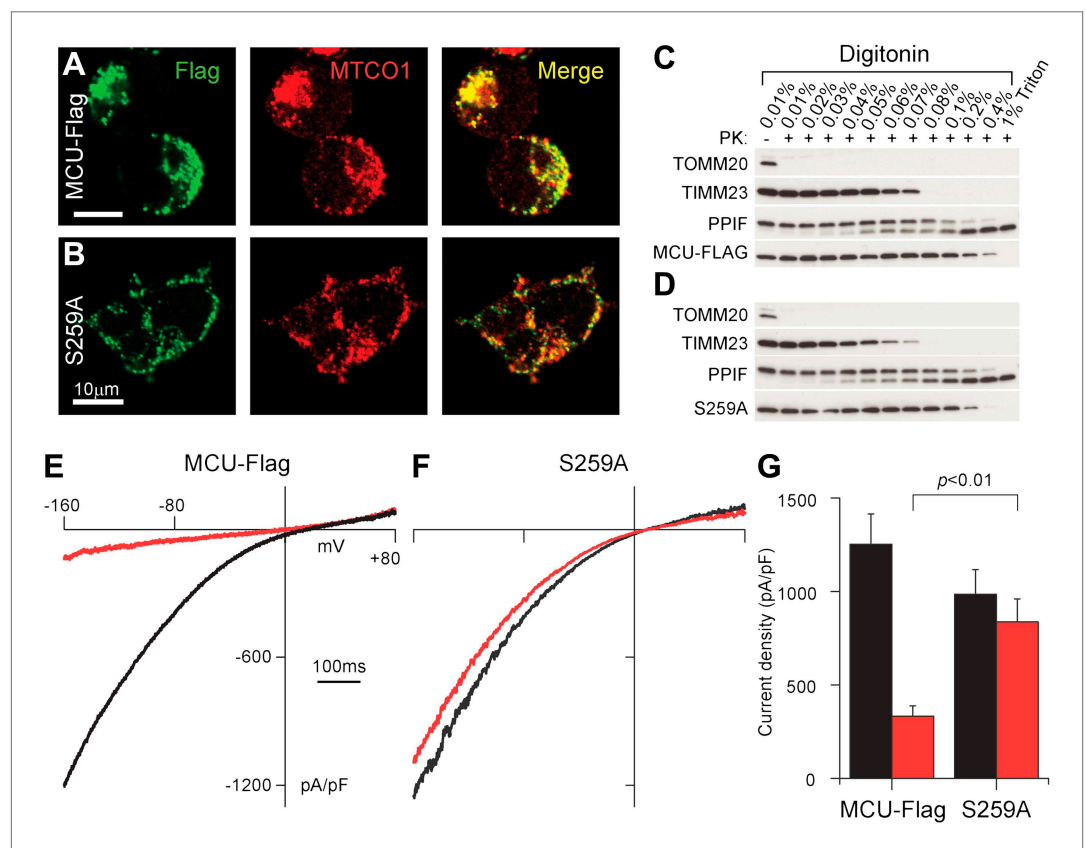 A
Flag
MTCO1
Merge
MCU-Flag
B
S259A
10μm
C
Digitonin
0.01%
0.01%
0.02%
0.03%
0.04%
0.05%
0.06%
0.07%
0.08%
0.1%
0.2%
0.4%
1% Triton
PK: - + + + + + + + + + + + +
TOMM20
TIMM23
PPIF
MCU-FLAG
D
TOMM20
TIMM23
PPIF
S259A
E
MCU-Flag
-160
-80
mV
+80
-600
100ms
-1200
pA/pF
F
S259A
G
p<0.01
1500
1000
500
0
Current density (pA/pF)
MCU-Flag
S259A